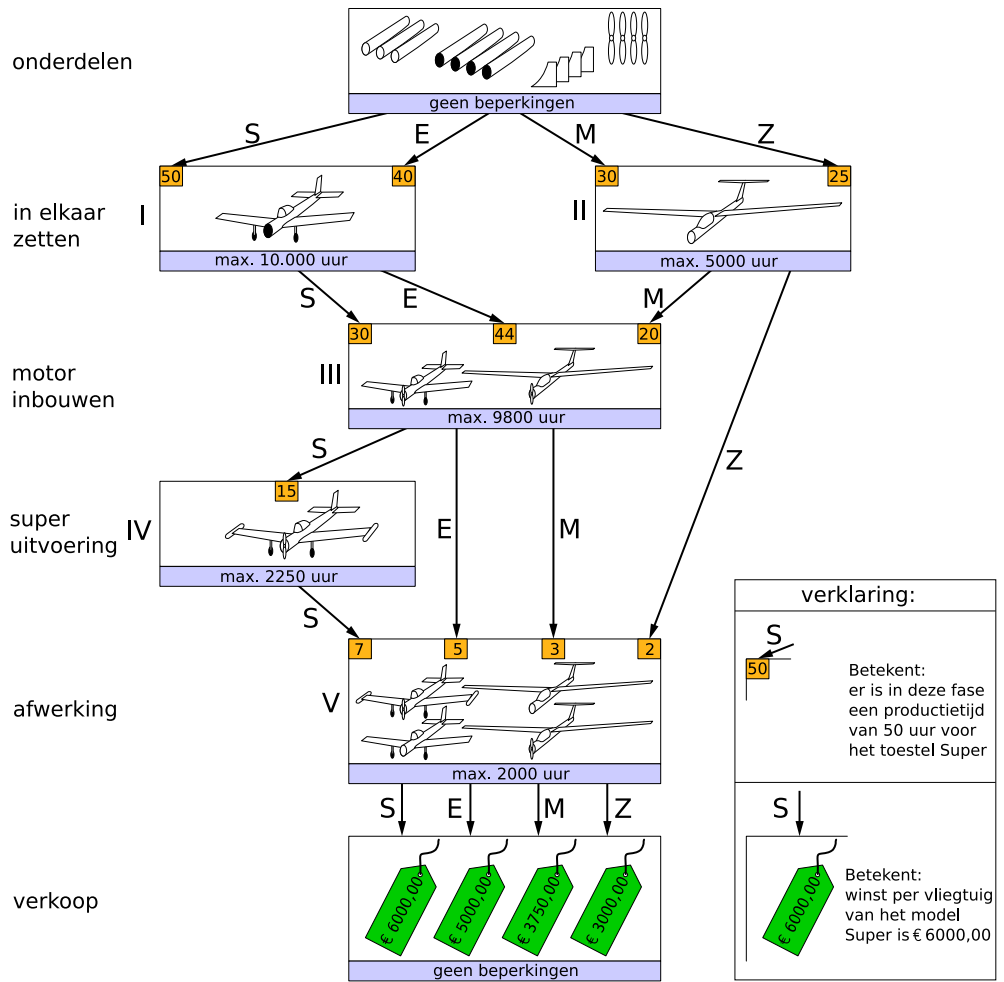 onderdelen
geen beperkingen
S
E
M
Z
50
40
30
25
in elkaar
zetten
I
II
max. 10.000 uur
max. 5000 uur
S
E
M
30
44
20
motor
inbouwen
III
max. 9800 uur
S
E
M
Z
15
super
uitvoering
IV
max. 2250 uur
S
7
5
3
2
afwerking
V
max. 2000 uur
S
E
M
Z
verkoop
€ 6000,00
€ 5000,00
€ 3750,00
€ 3000,00
geen beperkingen
verklaring:
S
50
Betekent:
er is in deze fase
een productietijd
van 50 uur voor
het toestel Super
S
€ 6000,00
Betekent:
winst per vliegtuig
van het model
Super is € 6000,00